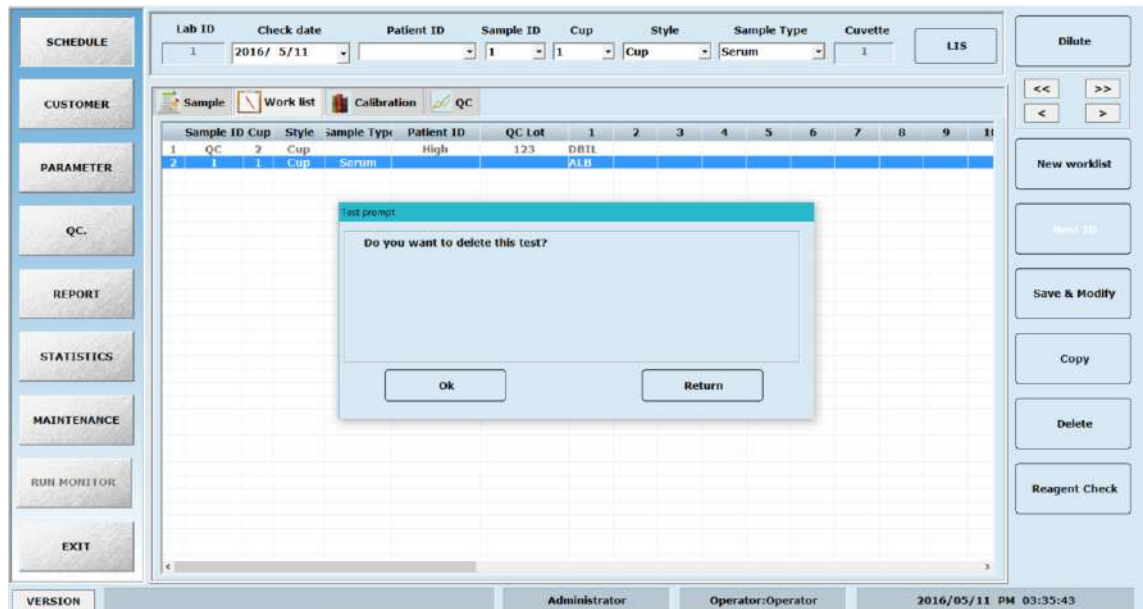 SCHEDULE
CUSTOMER
PARAMETER
QC.
REPORT
STATISTICS
MAINTENANCE
RUN MONITOR
EXIT
Lab ID Check date Patient ID Sample ID Cup Style Sample Type Cuvette
1 2016/ 5/11 1 1 Cup Serum 1 LIS
Sample Work list Calibration QC
Sample ID Cup Style Sample Type Patient ID QC Lot 1 2 3 4 5 6 7 8 9 10
1 QC 2 Cup High 123 DBIL
2 1 1 Cup Serum ALB
Test prompt
Do you want to delete this test?
Ok Return
Dilute
<< >>
< >
New worklist
Next ID
Save & Modify
Copy
Delete
Reagent Check
VERSION Administrator Operator:Operator 2016/05/11 PM 03:35:43